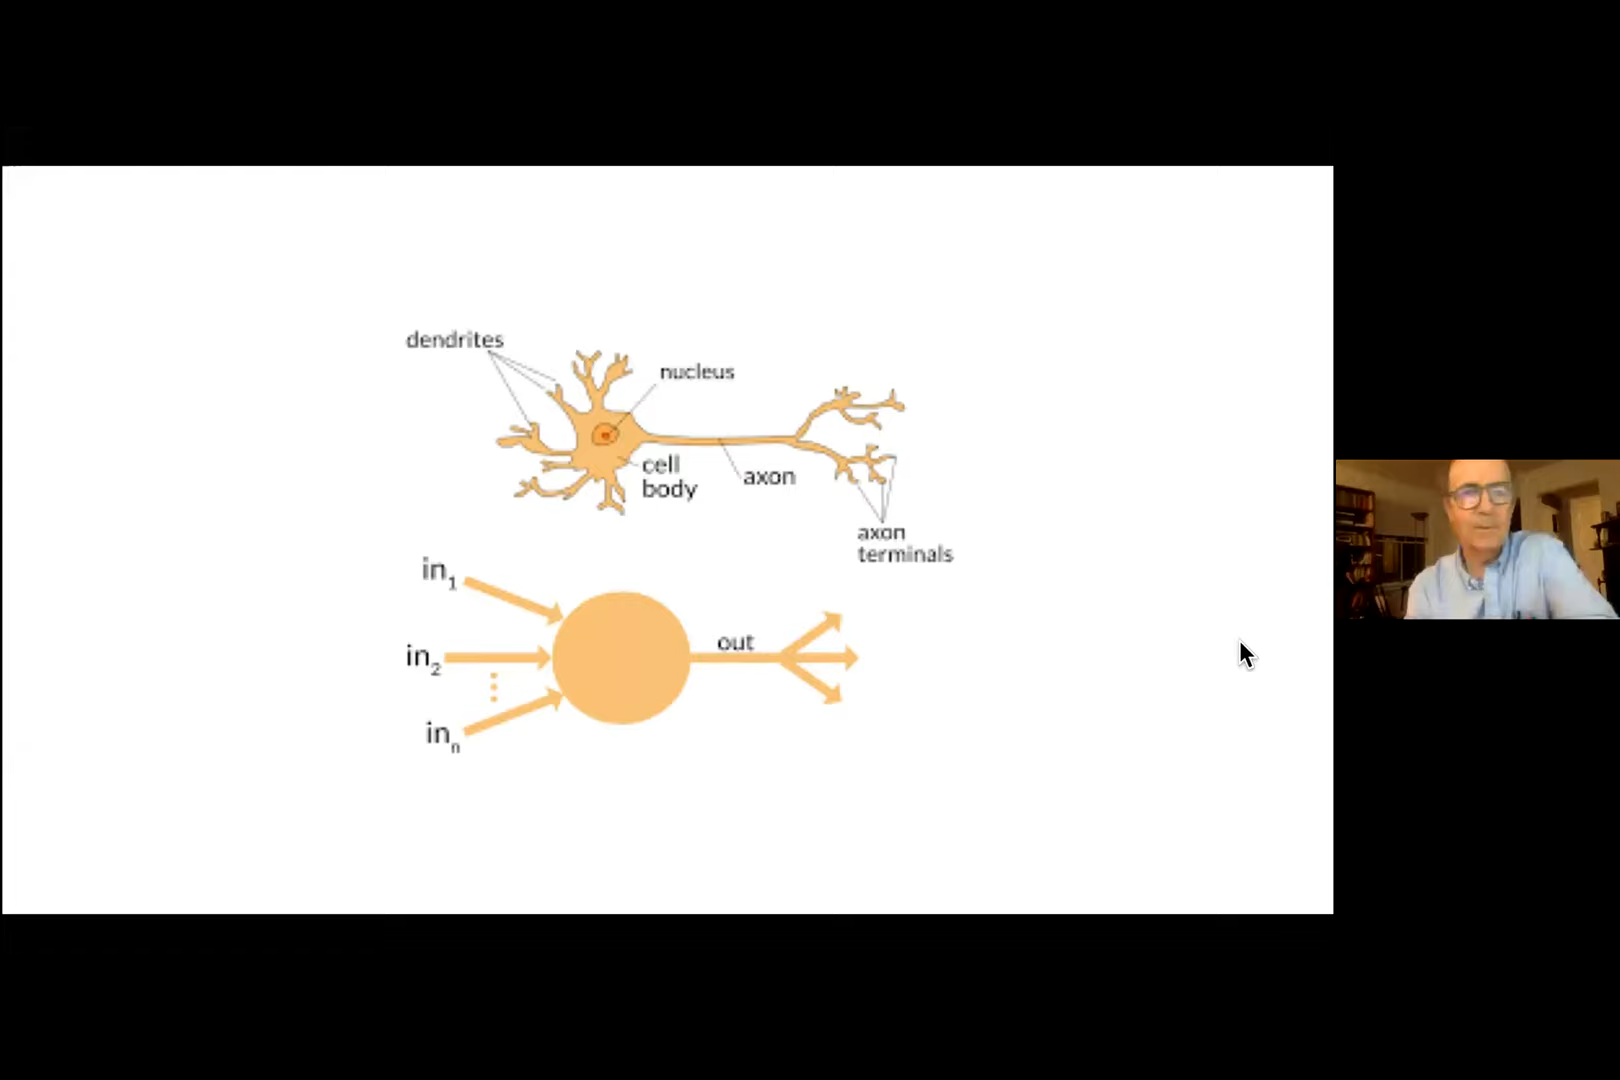 dendrites
nucleus
cell
body
axon
axon
terminals
in1
out
in2
inn